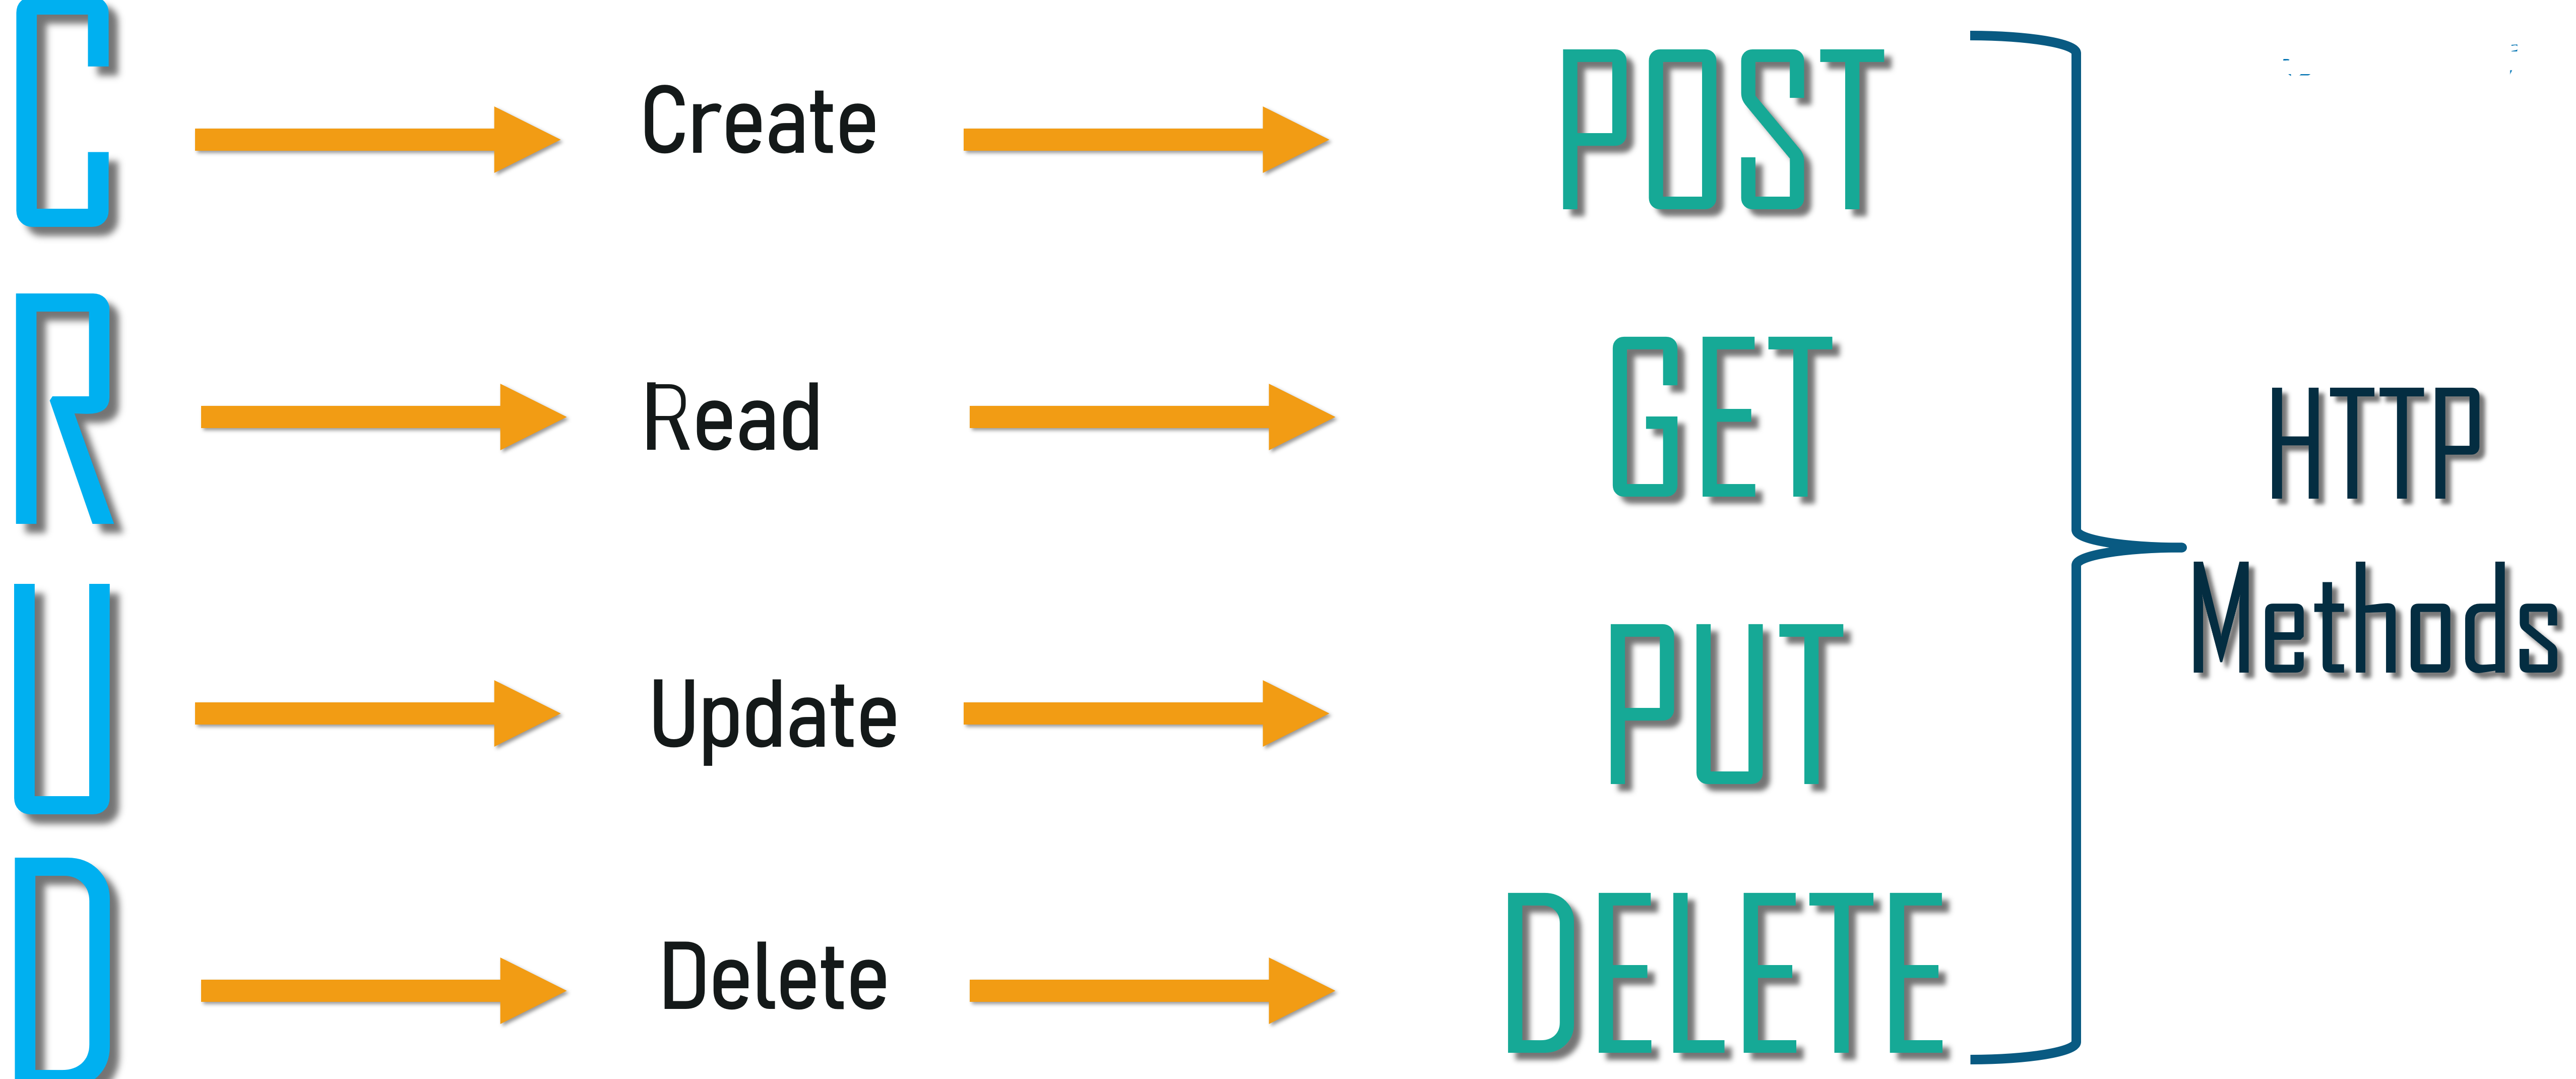 C Create POST
R Read GET
U Update PUT
D Delete DELETE
HTTP
Methods